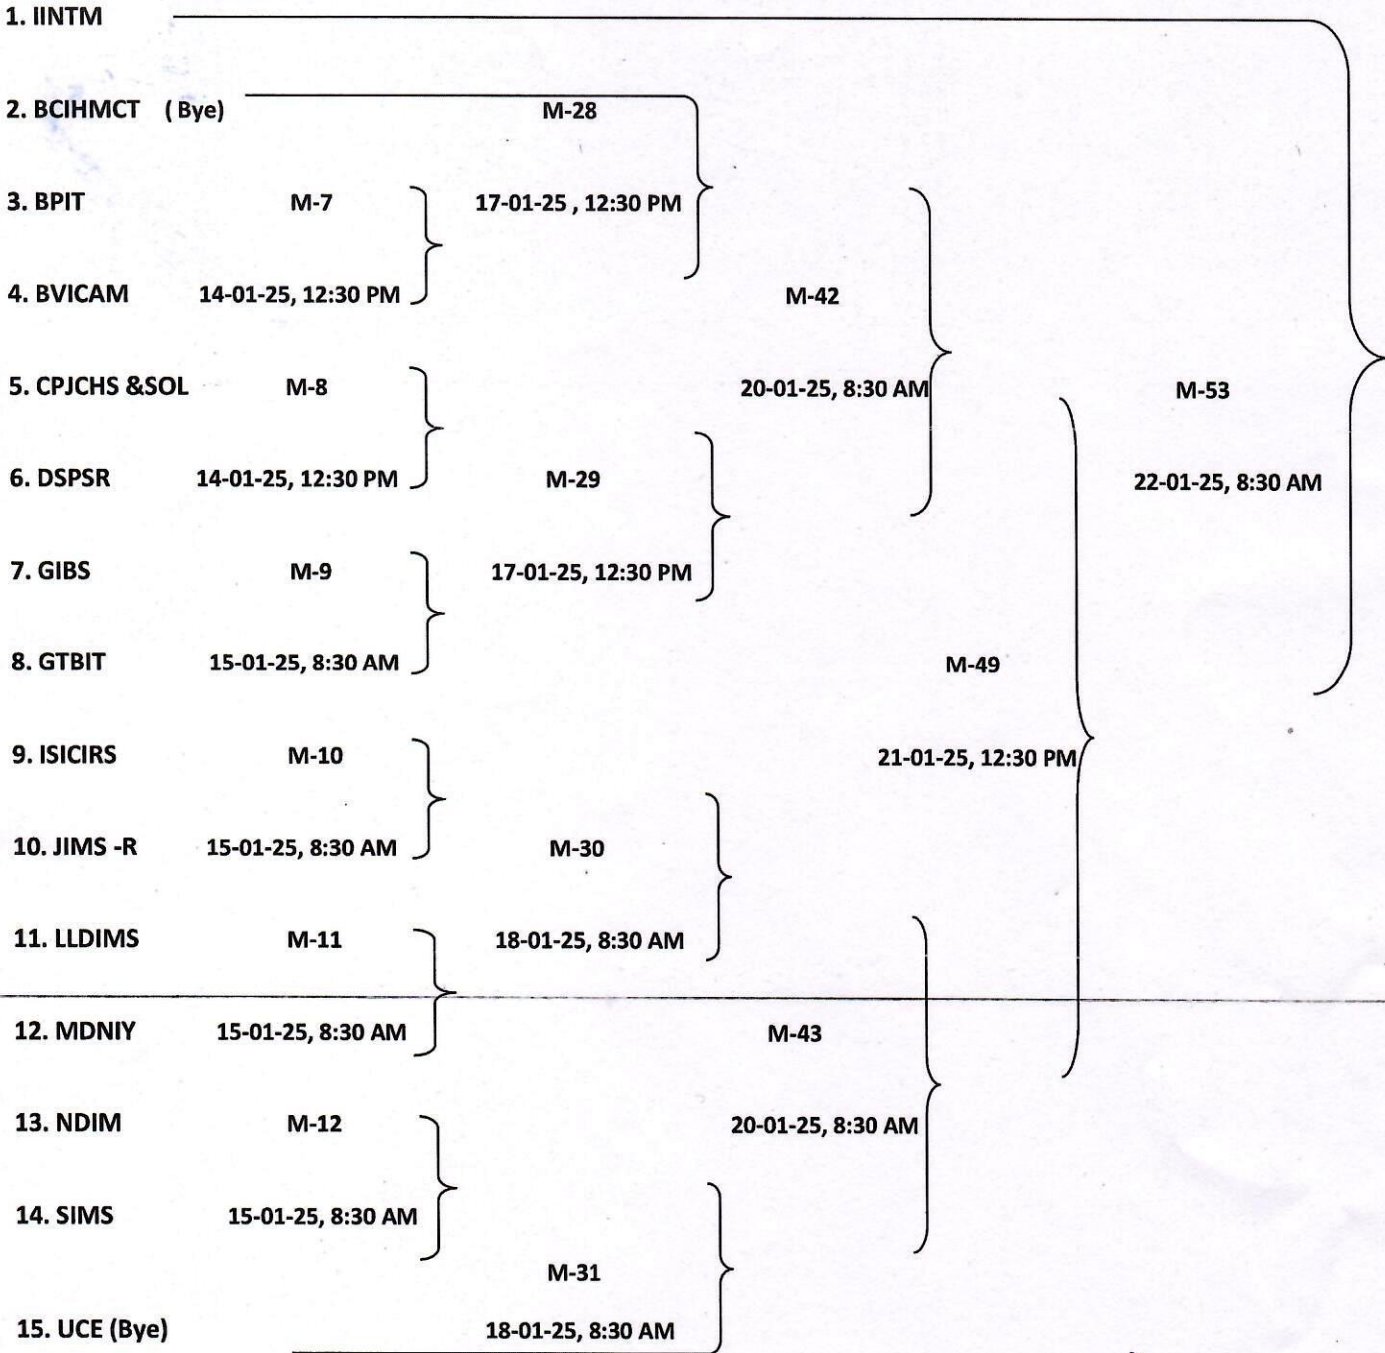 1. IINTM
2. BCIHMCT ( Bye) M-28
3. BPIT M-7 17-01-25 , 12:30 PM
4. BVICAM 14-01-25, 12:30 PM M-42
5. CPJCHS &SOL M-8 20-01-25, 8:30 AM M-53
6. DSPSR 14-01-25, 12:30 PM M-29 22-01-25, 8:30 AM
7. GIBS M-9 17-01-25, 12:30 PM
8. GTBIT 15-01-25, 8:30 AM M-49
9. ISICIRS M-10 21-01-25, 12:30 PM
10. JIMS -R 15-01-25, 8:30 AM M-30
11. LLDIMS M-11 18-01-25, 8:30 AM
12. MDNIY 15-01-25, 8:30 AM M-43
13. NDIM M-12 20-01-25, 8:30 AM
14. SIMS 15-01-25, 8:30 AM
M-31
15. UCE (Bye) 18-01-25, 8:30 AM